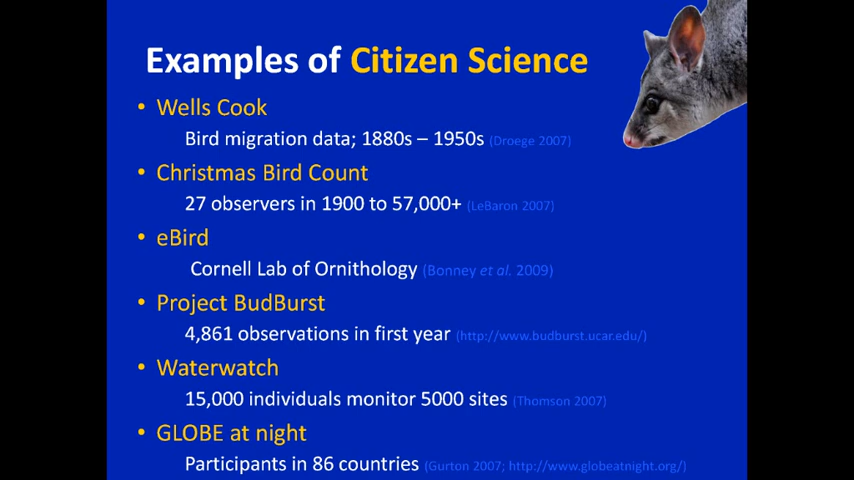 Examples of Citizen Science
• Wells Cook
Bird migration data; 1880s – 1950s (Droege 2007)
• Christmas Bird Count
27 observers in 1900 to 57,000+ (LeBaron 2007)
• eBird
Cornell Lab of Ornithology (Bonney et al. 2009)
• Project BudBurst
4,861 observations in first year (http://www.budburst.ucar.edu/)
• Waterwatch
15,000 individuals monitor 5000 sites (Thomson 2007)
• GLOBE at night
Participants in 86 countries (Gurton 2007; http://www.globeatnight.org/)